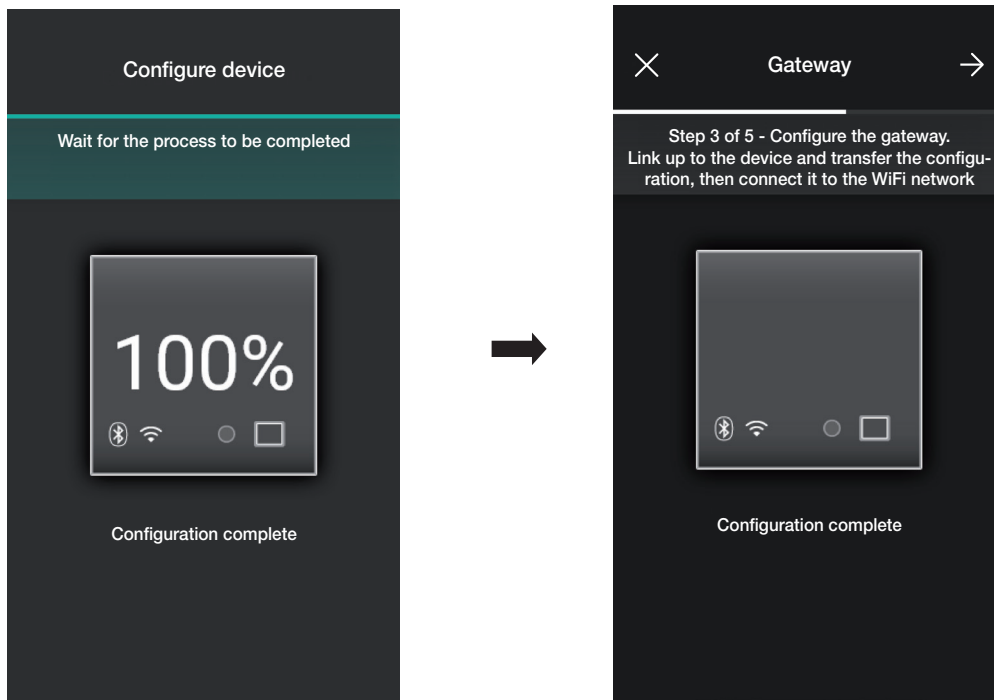 Configure device
Wait for the process to be completed
100%
Configuration complete
Gateway
Step 3 of 5 - Configure the gateway.
Link up to the device and transfer the configu-
ration, then connect it to the WiFi network
Configuration complete